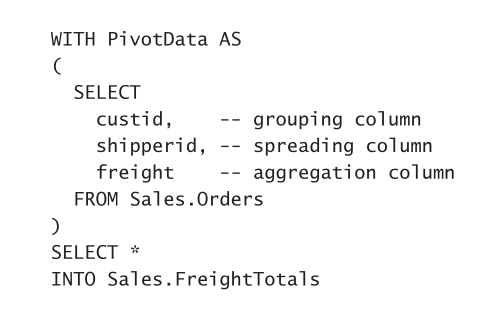 WITH PivotData AS
(
  SELECT
    custid,    -- grouping column
    shipperid, -- spreading column
    freight    -- aggregation column
  FROM Sales.Orders
)
SELECT *
INTO Sales.FreightTotals